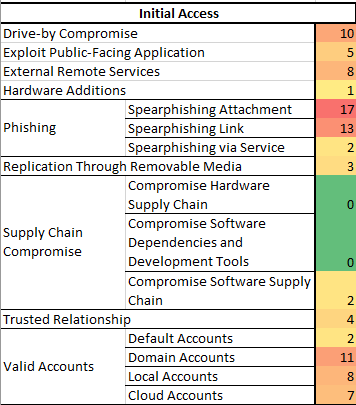 Initial Access
Drive-by Compromise 10
Exploit Public-Facing Application 5
External Remote Services 8
Hardware Additions 1
Phishing
Spearphishing Attachment 17
Spearphishing Link 13
Spearphishing via Service 2
Replication Through Removable Media 3
Supply Chain
Compromise
Compromise Hardware
Supply Chain 0
Compromise Software
Dependencies and
Development Tools 0
Compromise Software Supply
Chain 2
Trusted Relationship 4
Valid Accounts
Default Accounts 2
Domain Accounts 11
Local Accounts 8
Cloud Accounts 7